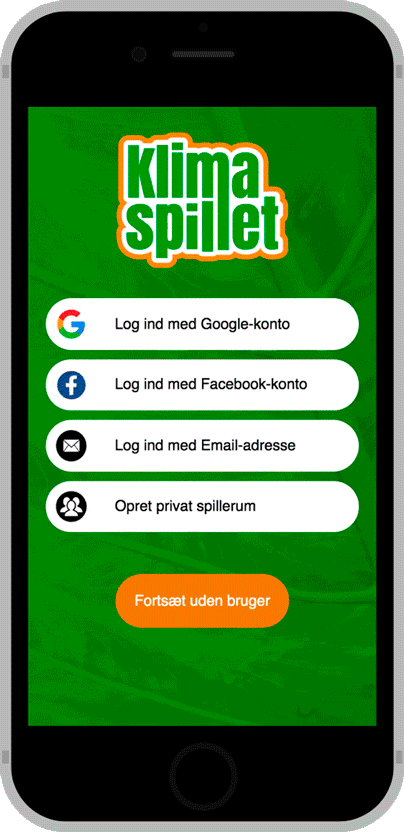 Klima
spillet
Log ind med Google-konto
Log ind med Facebook-konto
Log ind med Email-adresse
Opret privat spillerum
Fortsæt uden bruger